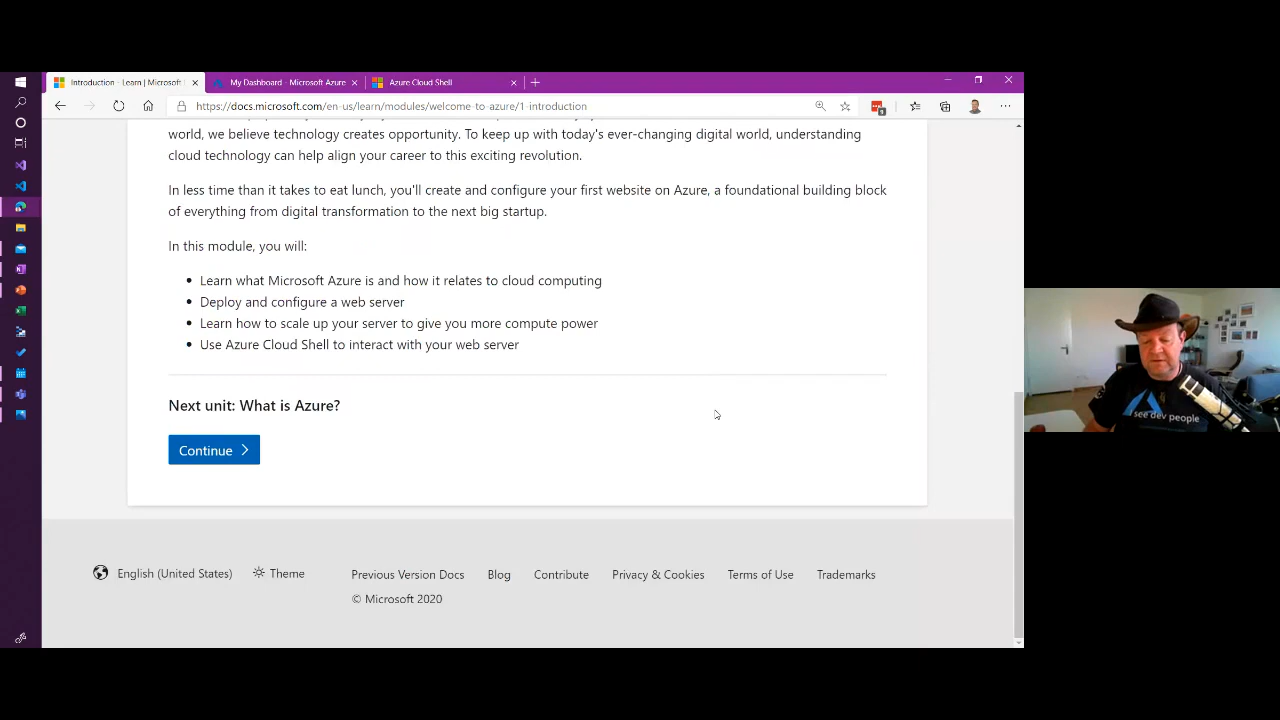 Introduction - Learn | Microsoft
My Dashboard - Microsoft Azure
Azure Cloud Shell
https://docs.microsoft.com/en-us/learn/modules/welcome-to-azure/1-introduction
world, we believe technology creates opportunity. To keep up with today's ever-changing digital world, understanding
cloud technology can help align your career to this exciting revolution.
In less time than it takes to eat lunch, you'll create and configure your first website on Azure, a foundational building block
of everything from digital transformation to the next big startup.
In this module, you will:
• Learn what Microsoft Azure is and how it relates to cloud computing
• Deploy and configure a web server
• Learn how to scale up your server to give you more compute power
• Use Azure Cloud Shell to interact with your web server
Next unit: What is Azure?
Continue
see dev people
English (United States)
Theme
Previous Version Docs
Blog
Contribute
Privacy & Cookies
Terms of Use
Trademarks
© Microsoft 2020